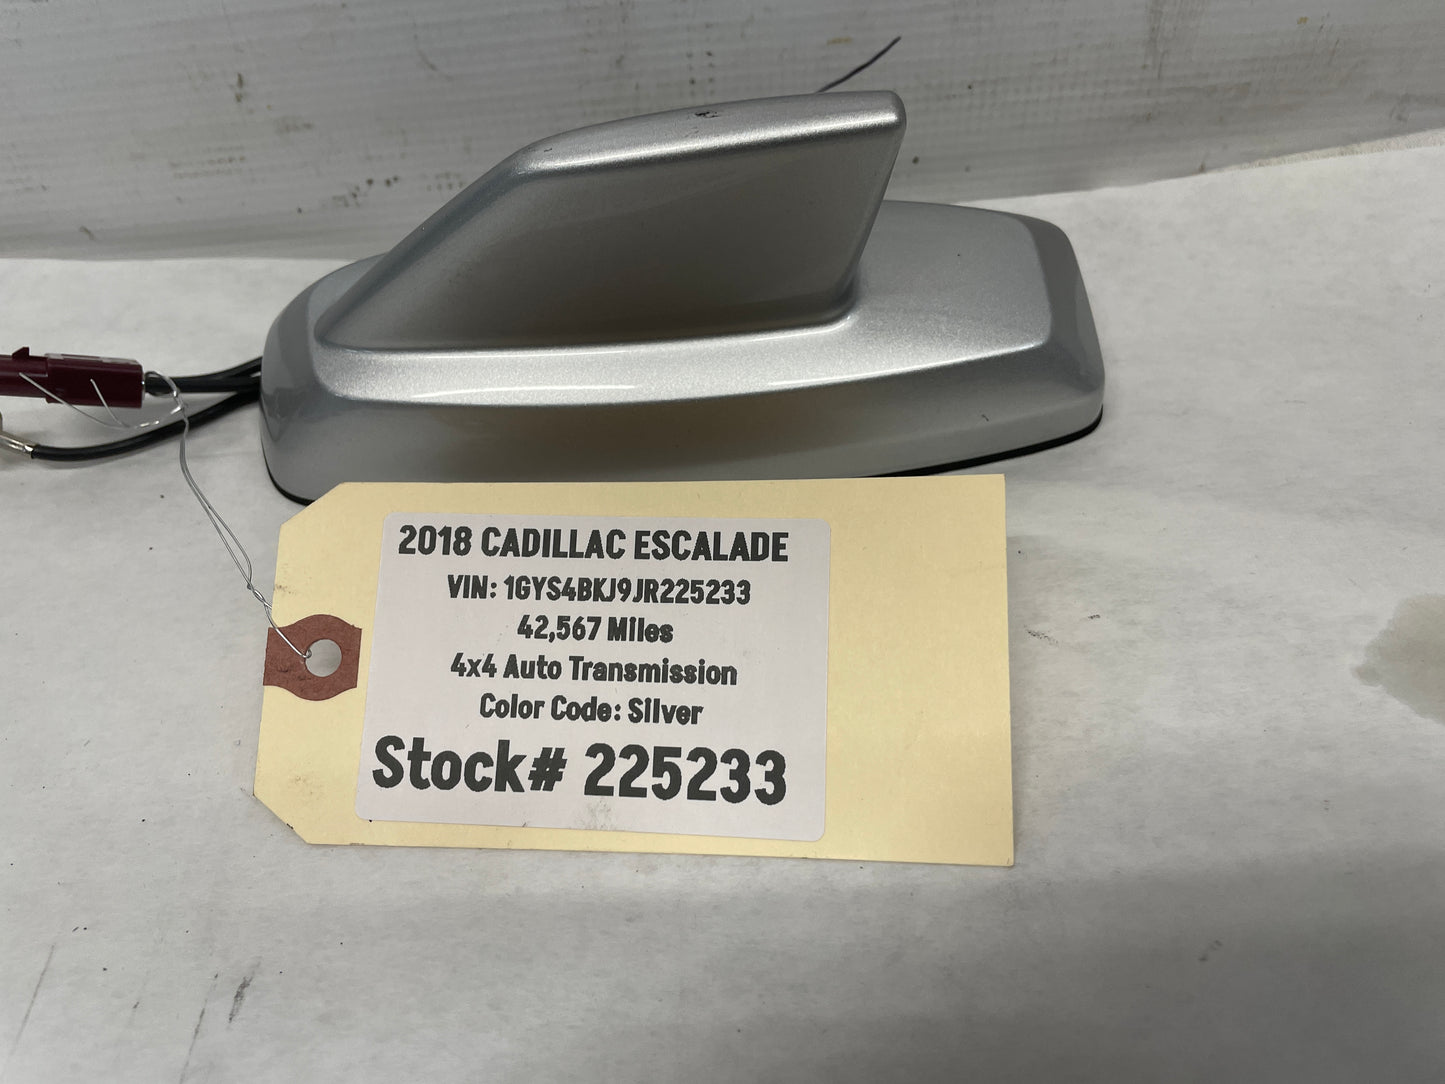 2018 CADILLAC ESCALADE
VIN: 1GYS4BKJ9JR225233
42,567 Miles
4x4 Auto Transmission
Color Code: Silver
Stock# 225233